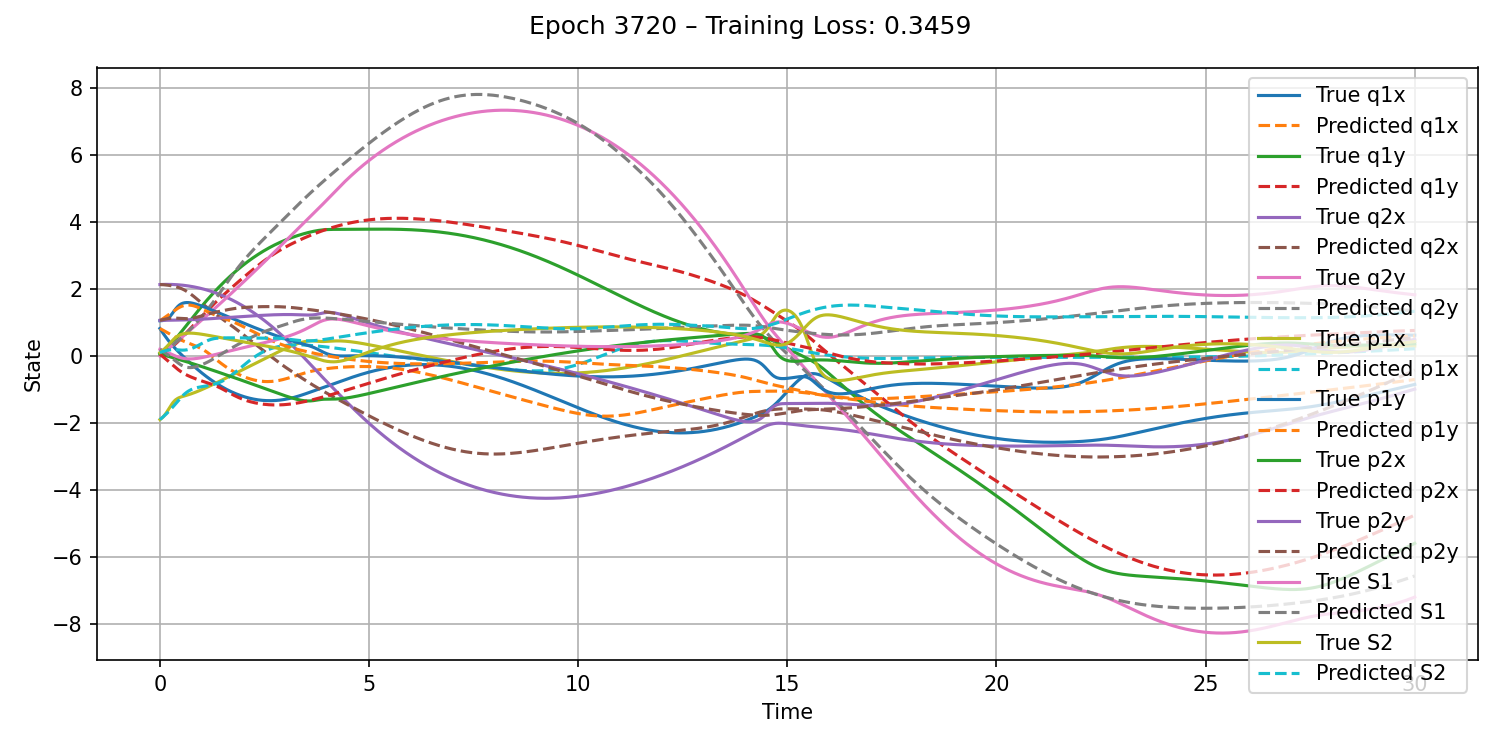 Epoch 3720 – Training Loss: 0.3459
State
8
6
4
2
0
−2
−4
−6
−8
True q1x
Predicted q1x
True q1y
Predicted q1y
True q2x
Predicted q2x
True q2y
Predicted q2y
True p1x
Predicted p1x
True p1y
Predicted p1y
True p2x
Predicted p2x
True p2y
Predicted p2y
True S1
Predicted S1
True S2
Predicted S2
0 5 10 15 20 25 30
Time